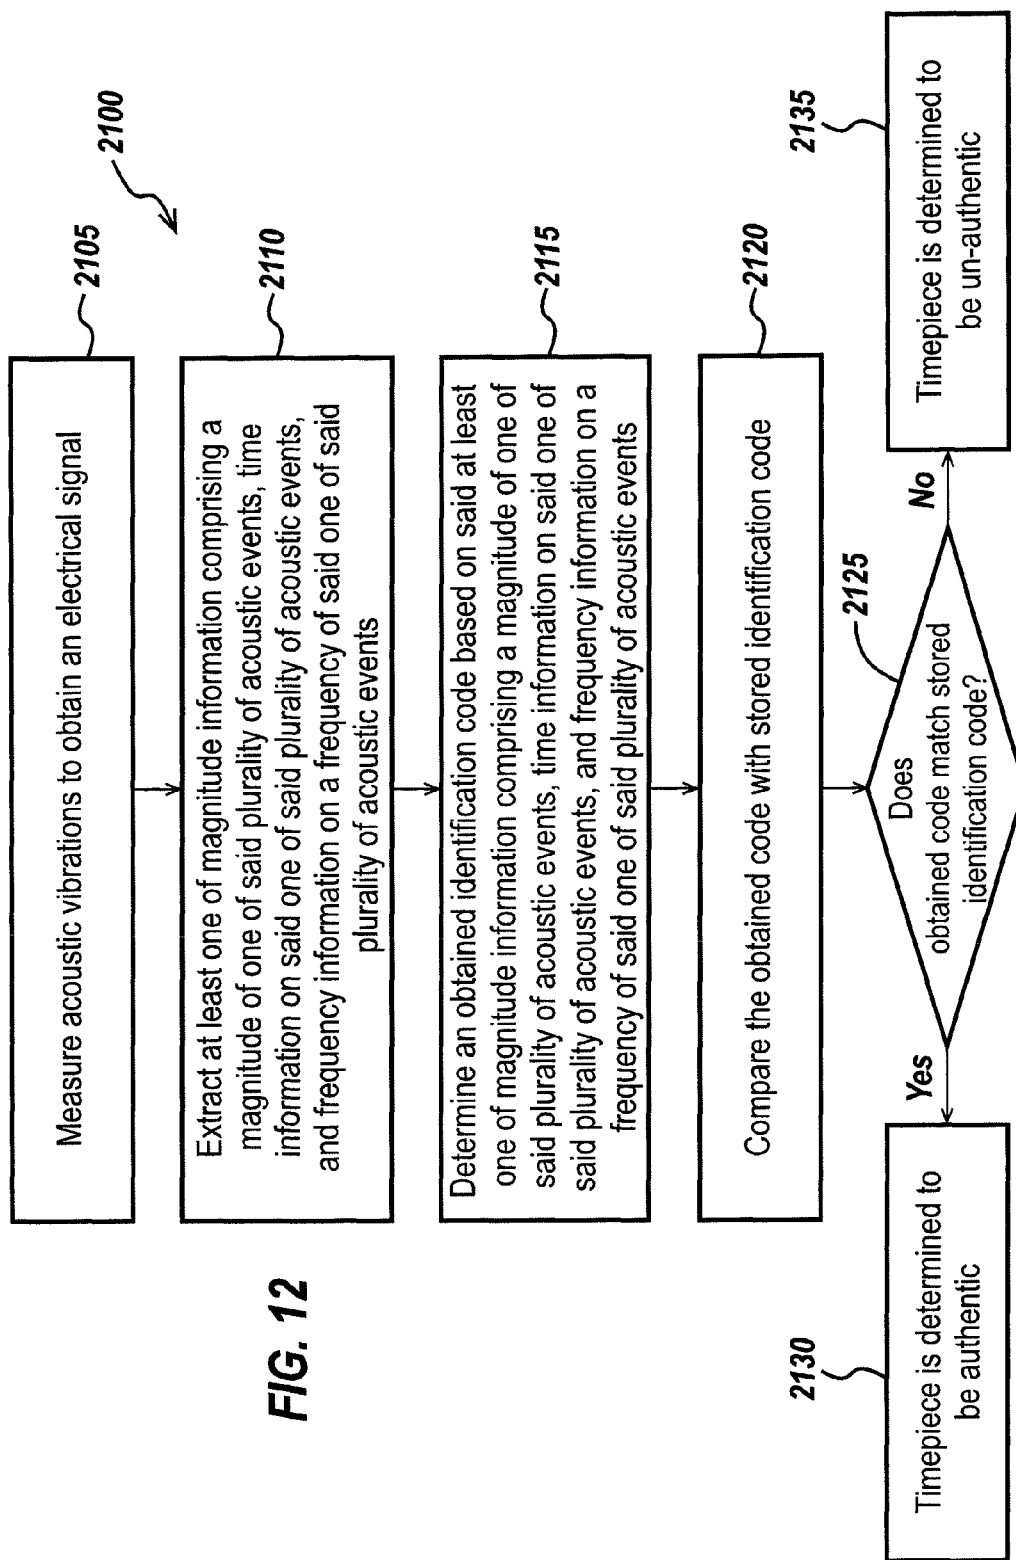 2100
2105
Measure acoustic vibrations to obtain an electrical signal
2110
Extract at least one of magnitude information comprising a
magnitude of one of said plurality of acoustic events, time
information on said one of said plurality of acoustic events,
and frequency information on a frequency of said one of said
plurality of acoustic events
2115
Determine an obtained identification code based on said at least
one of magnitude information comprising a magnitude of one of
said plurality of acoustic events, time information on said one of
said plurality of acoustic events, and frequency information on a
frequency of said one of said plurality of acoustic events
2120
Compare the obtained code with stored identification code
2125
Does
obtained code match stored
identification code?
Yes
No
2130
Timepiece is determined to
be authentic
2135
Timepiece is determined to
be un-authentic
FIG. 12